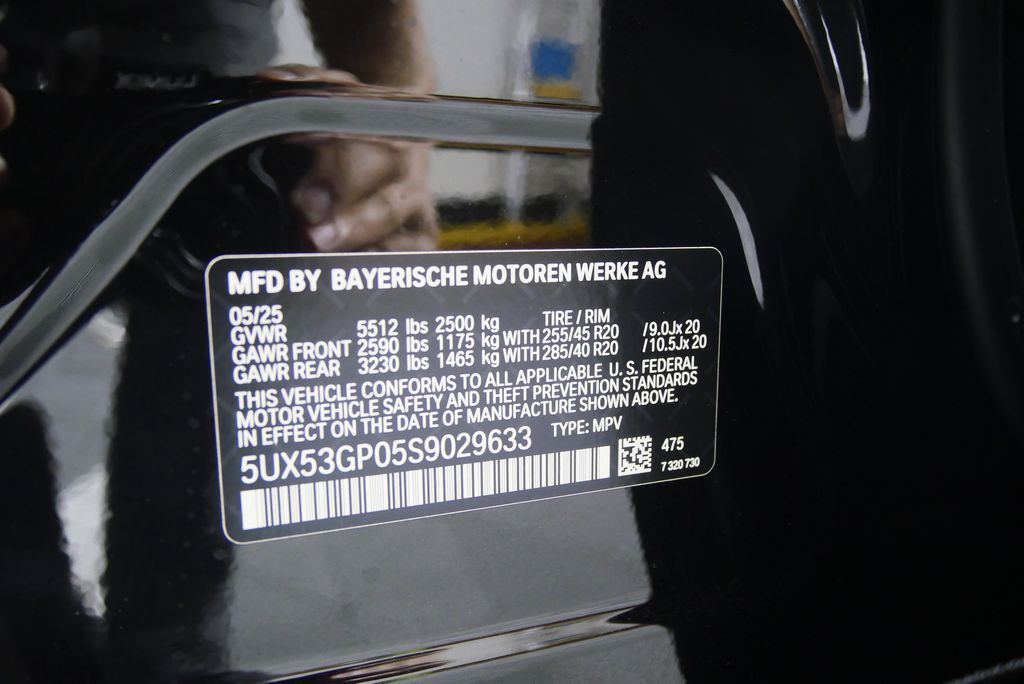 MFD BY BAYERISCHE MOTOREN WERKE AG
05/25 TIRE / RIM
GVWR 5512 lbs 2500 kg
GAWR FRONT 2590 lbs 1175 kg WITH 255/45 R20 /9.0Jx 20
GAWR REAR 3230 lbs 1465 kg WITH 285/40 R20 /10.5Jx 20
THIS VEHICLE CONFORMS TO ALL APPLICABLE U. S. FEDERAL
MOTOR VEHICLE SAFETY AND THEFT PREVENTION STANDARDS
IN EFFECT ON THE DATE OF MANUFACTURE SHOWN ABOVE.
5UX53GP05S9029633 TYPE: MPV
475
7 320 730